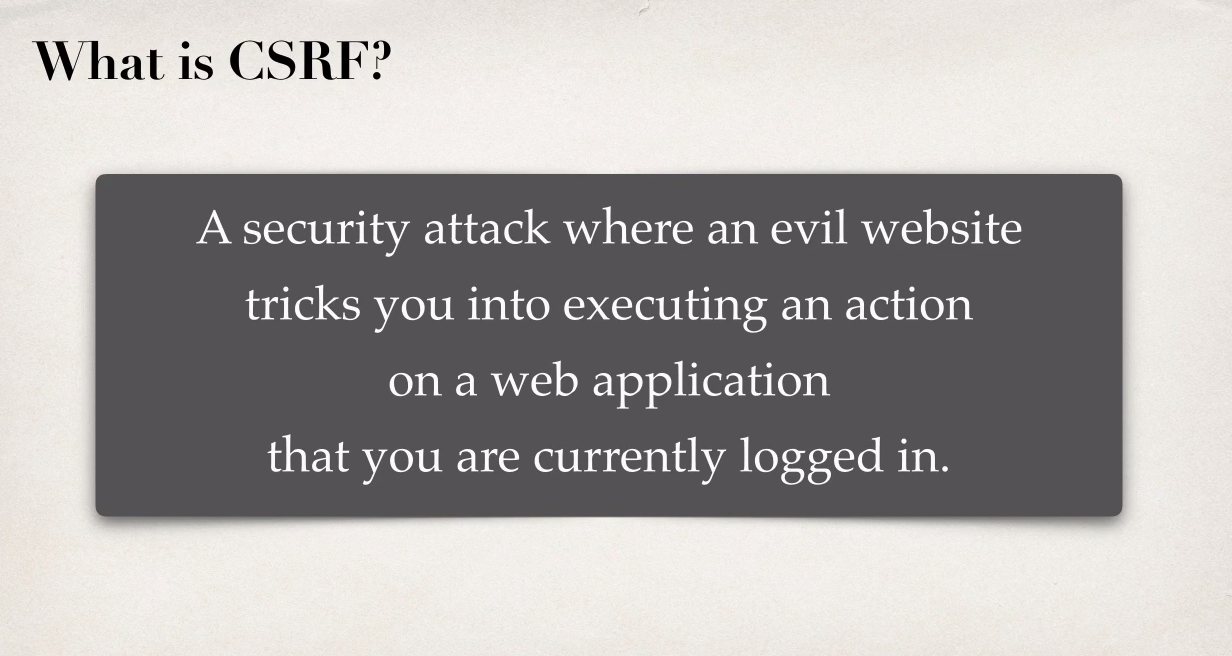 What is CSRF?
A security attack where an evil website
tricks you into executing an action
on a web application
that you are currently logged in.